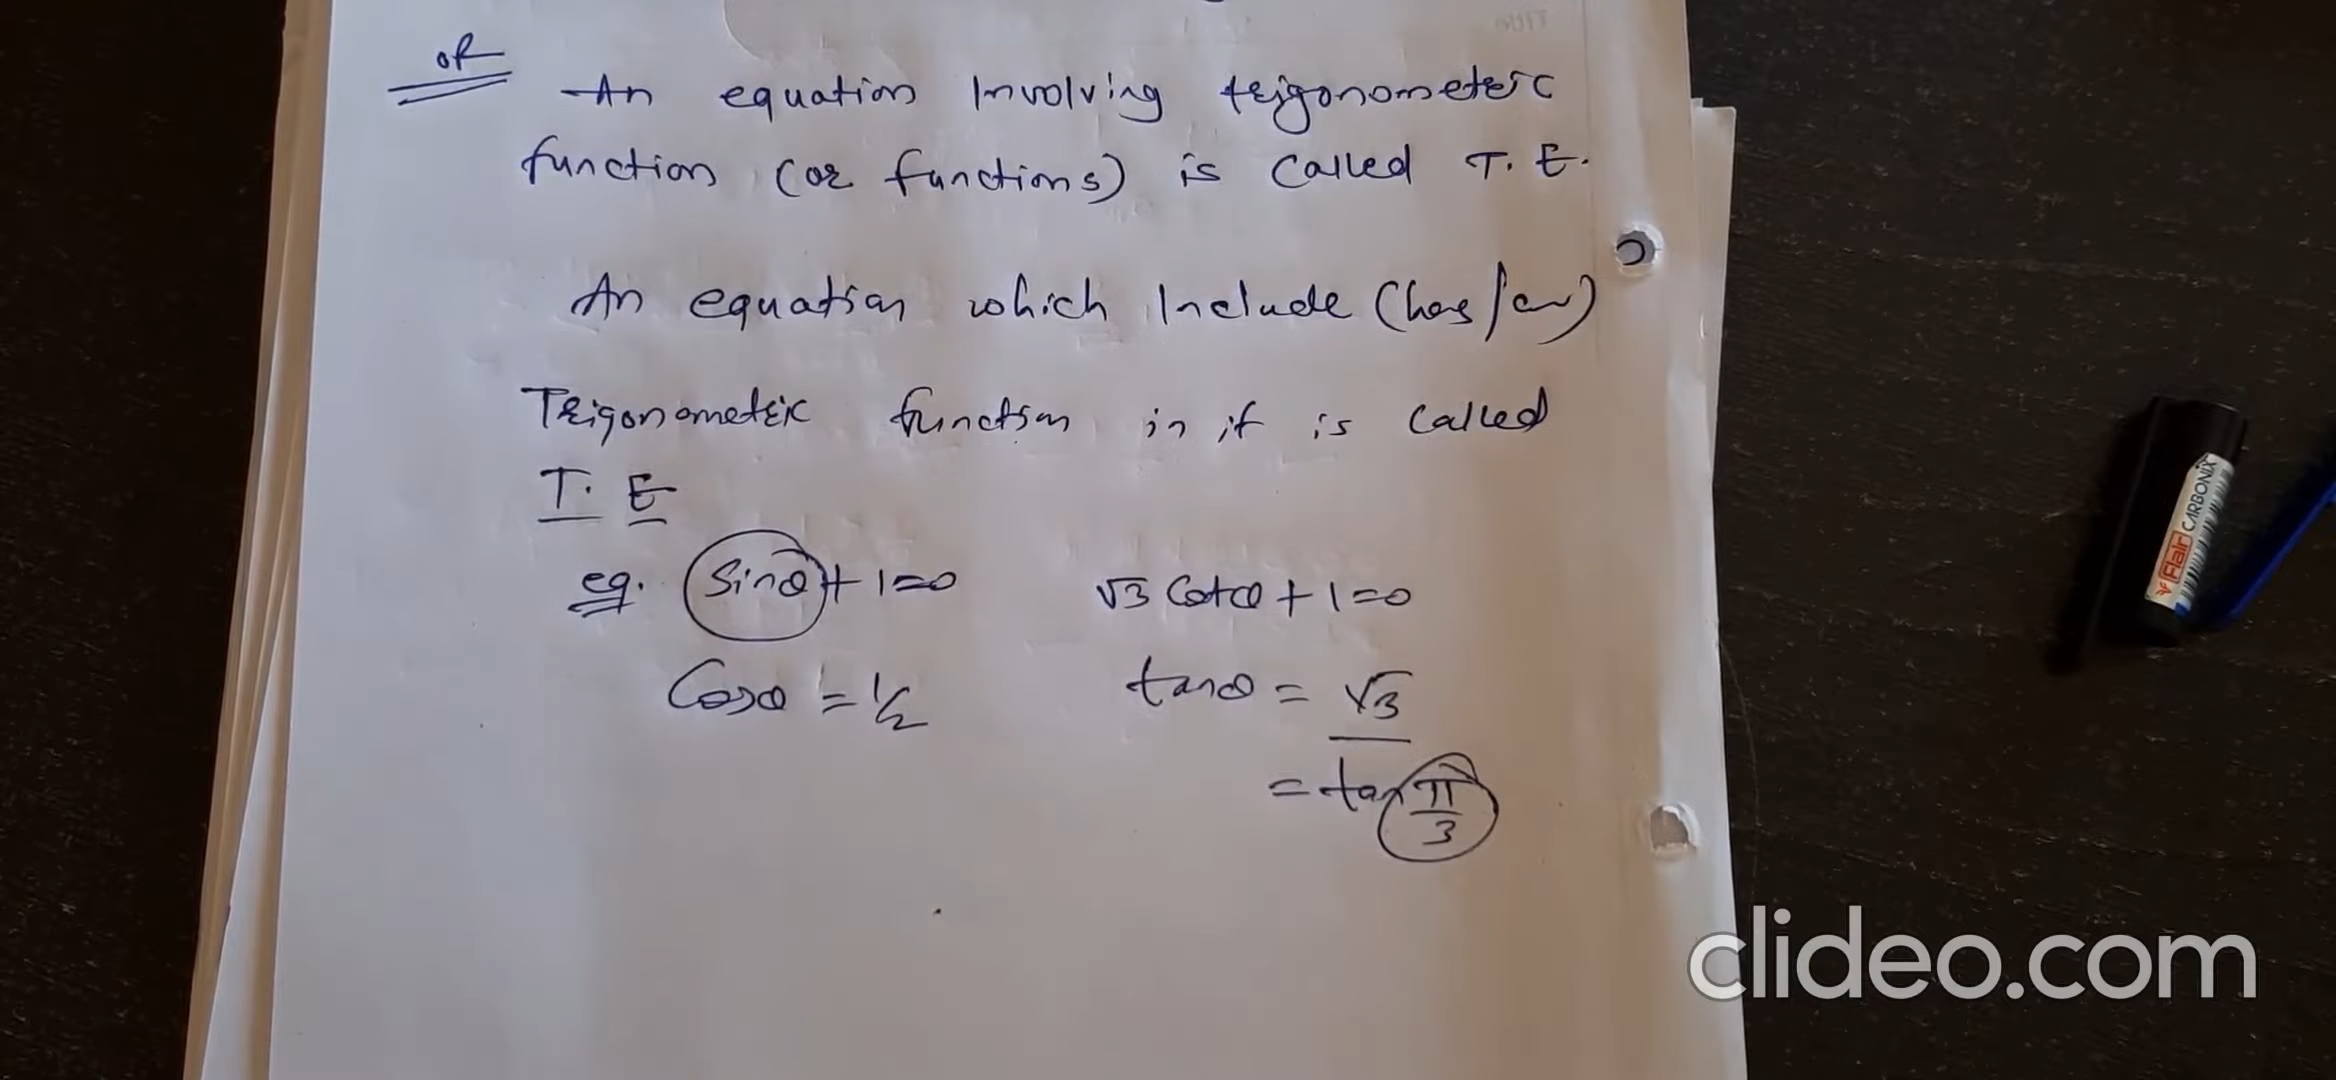 or
An equation involving trigonometric
function (or functions) is called T. E.
An equation which Include (has/are)
Trigonometric function in it is called
T. E
eg. sinθ + 1 = 0   √3 Cotθ + 1 = 0
Cosθ = 1/2   tanθ = √3
= tan π/3
Flair CARBONIX
clideo.com